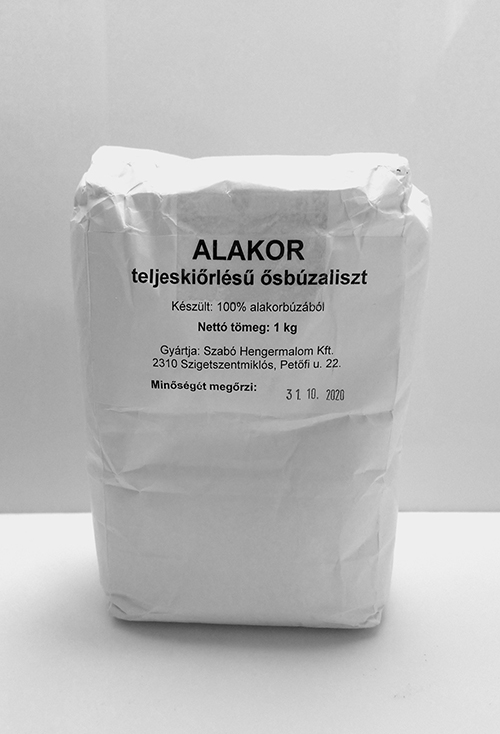 ALAKOR
teljeskiőrlésű ősbúzaliszt
Készült: 100% alakorbúzából
Nettó tömeg: 1 kg
Gyártja: Szabó Hengermalom Kft.
2310 Szigetszentmiklós, Petőfi u. 22.
Minőségét megőrzi: 31. 10. 2020